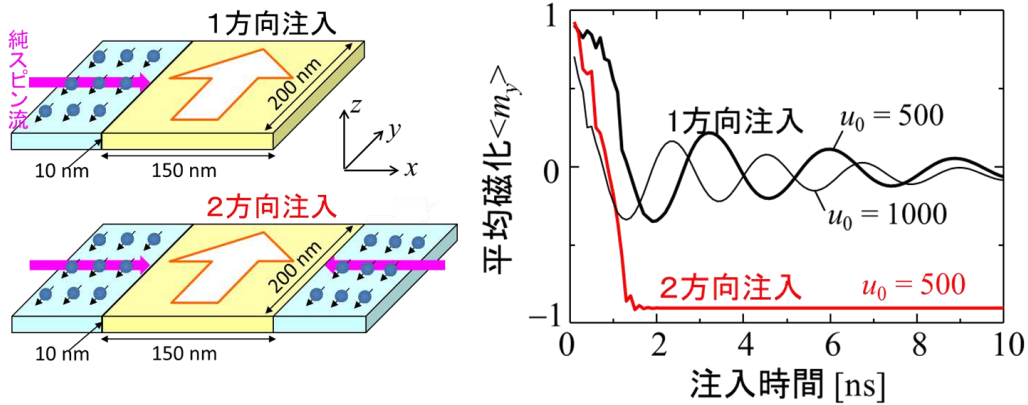 1方向注入
純スピン流
200 nm
10 nm
150 nm
z
y
x
2方向注入
200 nm
10 nm
150 nm
平均磁化<my>
1
0
−1
1方向注入
u0 = 500
u0 = 1000
2方向注入
u0 = 500
0
2
4
6
8
10
注入時間 [ns]